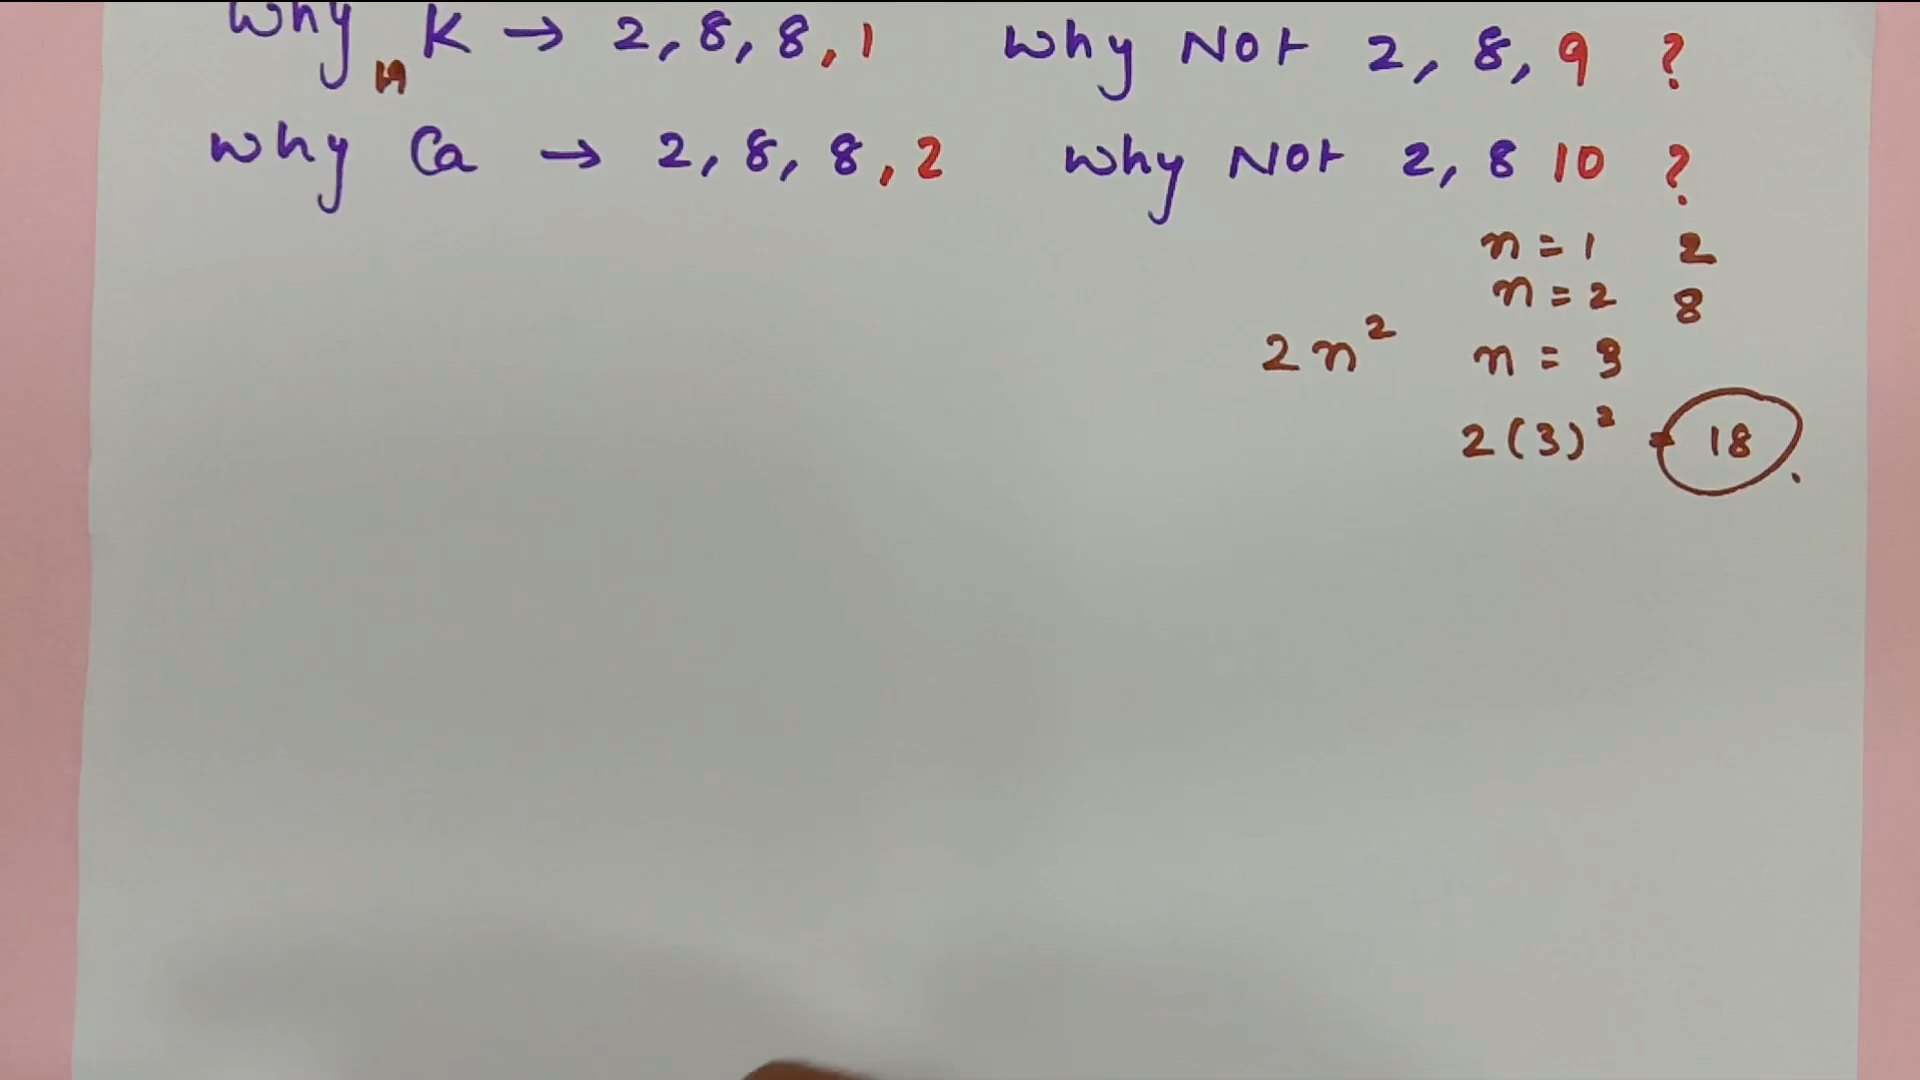 Why ₁₉K → 2, 8, 8, 1 Why Not 2, 8, 9 ?
Why Ca → 2, 8, 8, 2 Why Not 2, 8 10 ?
n = 1 2
n = 2 8
2n² n = 3
2(3)² = 18.